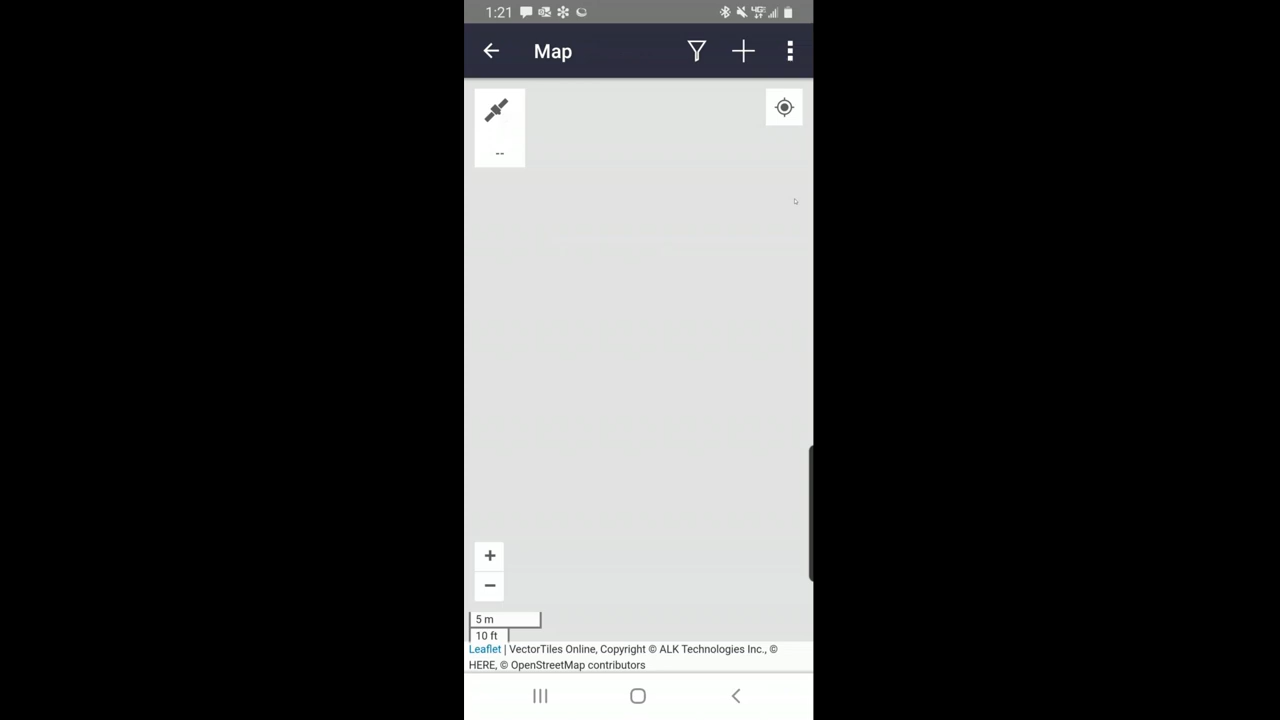 1:21
Map
--
+
−
5 m
10 ft
Leaflet | VectorTiles Online, Copyright © ALK Technologies Inc., ©
HERE, © OpenStreetMap contributors